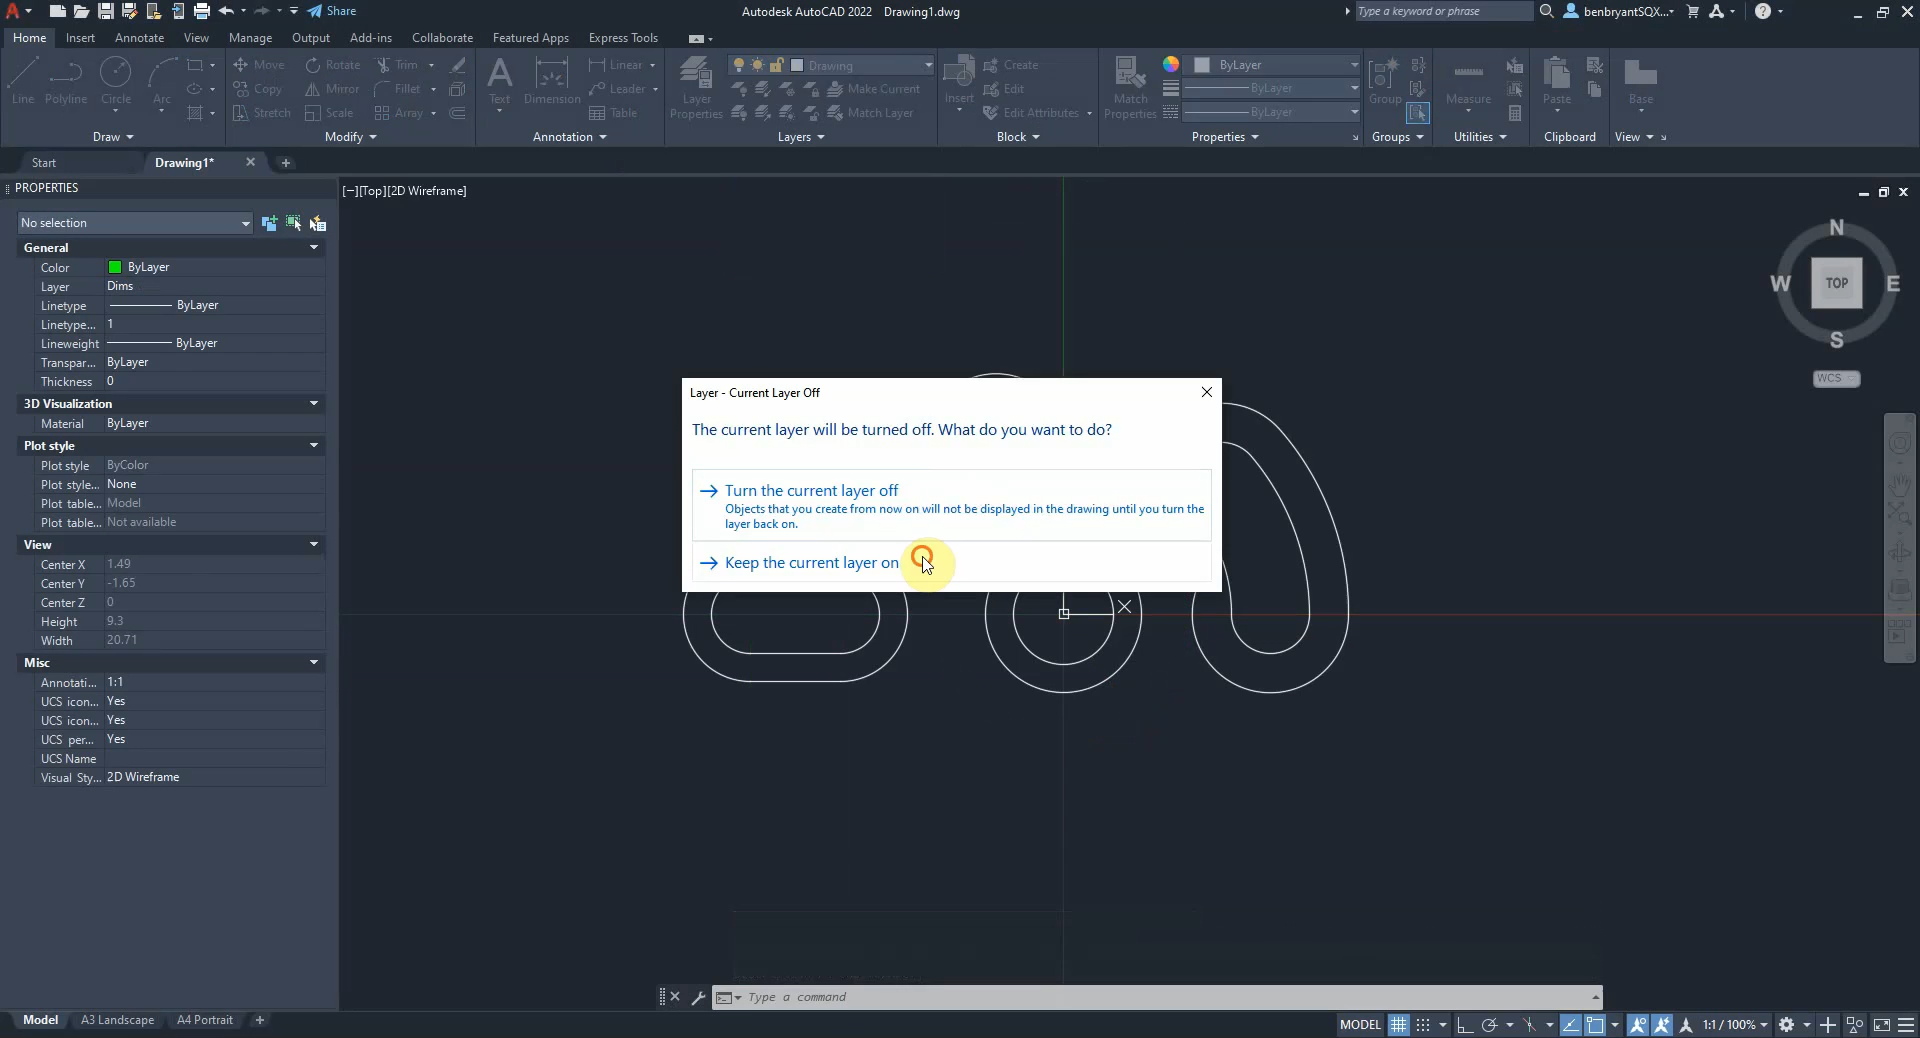 Share
Autodesk AutoCAD 2022 Drawing1.dwg
Type a keyword or phrase
benbryantSQX...
Home Insert Annotate View Manage Output Add-ins Collaborate Featured Apps Express Tools
Line Polyline Circle Arc
Move Rotate Trim
Copy Mirror Fillet
Stretch Scale Array
Text Dimension
Linear
Leader
Table
Layer Properties
Drawing
Make Current
Match Layer
Insert
Create
Edit
Edit Attributes
Match Properties
ByLayer
ByLayer
ByLayer
Group
Measure
Paste
Base
Draw Modify Annotation Layers Block Properties Groups Utilities Clipboard View
Start Drawing1*
PROPERTIES
[−][Top][2D Wireframe]
No selection
General
Color ByLayer
Layer Dims
Linetype ByLayer
Linetype... 1
Lineweight ByLayer
Transpar... ByLayer
Thickness 0
3D Visualization
Material ByLayer
Plot style
Plot style ByColor
Plot style... None
Plot table... Model
Plot table... Not available
View
Center X 1.49
Center Y -1.65
Center Z 0
Height 9.3
Width 20.71
Misc
Annotati... 1:1
UCS icon... Yes
UCS icon... Yes
UCS per... Yes
UCS Name
Visual Sty... 2D Wireframe
N
W TOP E
S
WCS
Layer - Current Layer Off
The current layer will be turned off. What do you want to do?
Turn the current layer off
Objects that you create from now on will not be displayed in the drawing until you turn the
layer back on.
Keep the current layer on
X
Type a command
Model A3 Landscape A4 Portrait
MODEL 1:1 / 100%